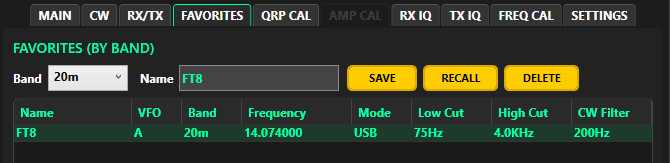 MAIN CW RX/TX FAVORITES QRP CAL AMP CAL RX IQ TX IQ FREQ CAL SETTINGS
FAVORITES (BY BAND)
Band 20m Name FT8 SAVE RECALL DELETE
Name VFO Band Frequency Mode Low Cut High Cut CW Filter
FT8 A 20m 14.074000 USB 75Hz 4.0KHz 200Hz